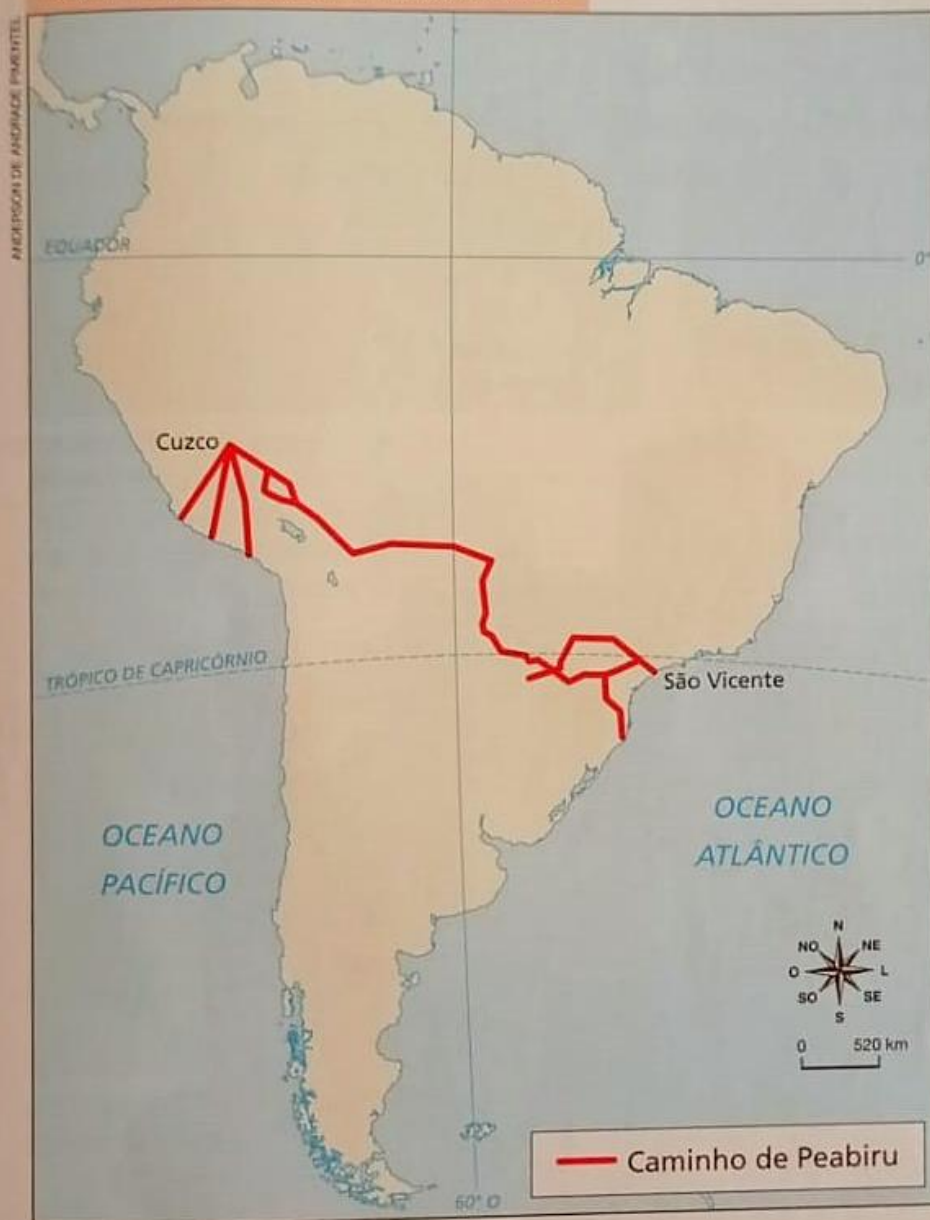 ANDERSON DE ANDRADE PIMENTEL
EQUADOR
0°
Cuzco
TRÓPICO DE CAPRICÓRNIO
São Vicente
OCEANO
PACÍFICO
OCEANO
ATLÂNTICO
N
NO
NE
O
L
SO
SE
S
0 520 km
Caminho de Peabiru
60° O